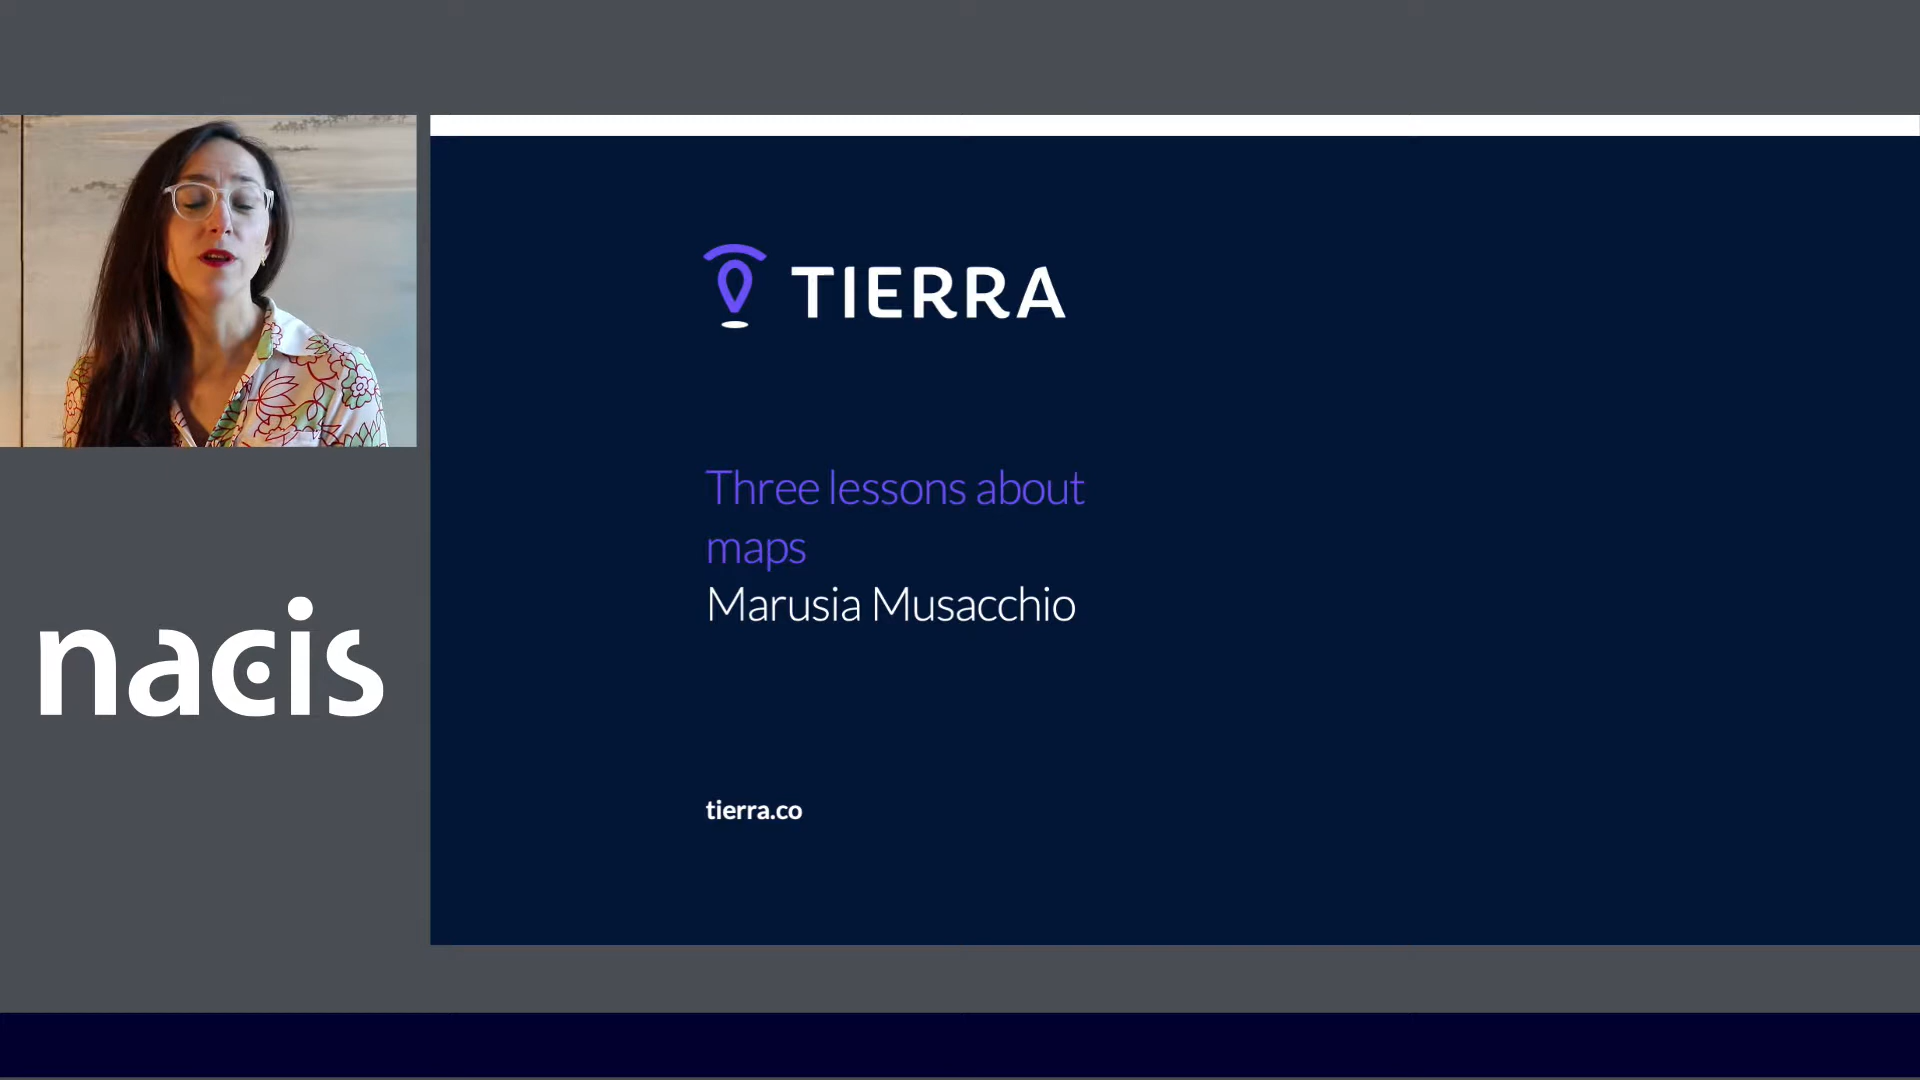 TIERRA
Three lessons about
maps
Marusia Musacchio
nacis
tierra.co